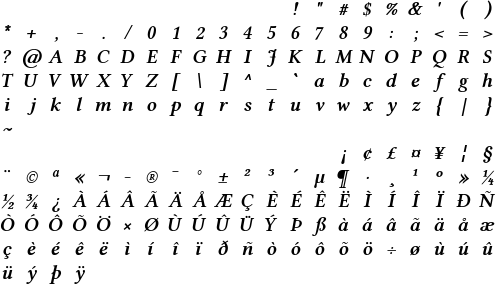 ! " # $ % & ' ( )
* + , - . / 0 1 2 3 4 5 6 7 8 9 : ; < = >
? @ A B C D E F G H I J K L M N O P Q R S
T U V W X Y Z [ \ ] ^ _ ` a b c d e f g h
i j k l m n o p q r s t u v w x y z { | }
~
¡ ¢ £ ¤ ¥ ¦ §
¨ © ª « ¬ - ® ¯ ° ± ² ³ ´ µ ¶ · ¸ ¹ º » ¼
½ ¾ ¿ À Á Â Ã Ä Å Æ Ç È É Ê Ë Ì Í Î Ï Ð Ñ
Ò Ó Ô Õ Ö × Ø Ù Ú Û Ü Ý Þ ß à á â ã ä å æ
ç è é ê ë ì í î ï ð ñ ò ó ô õ ö ÷ ø ù ú û
ü ý þ ÿ